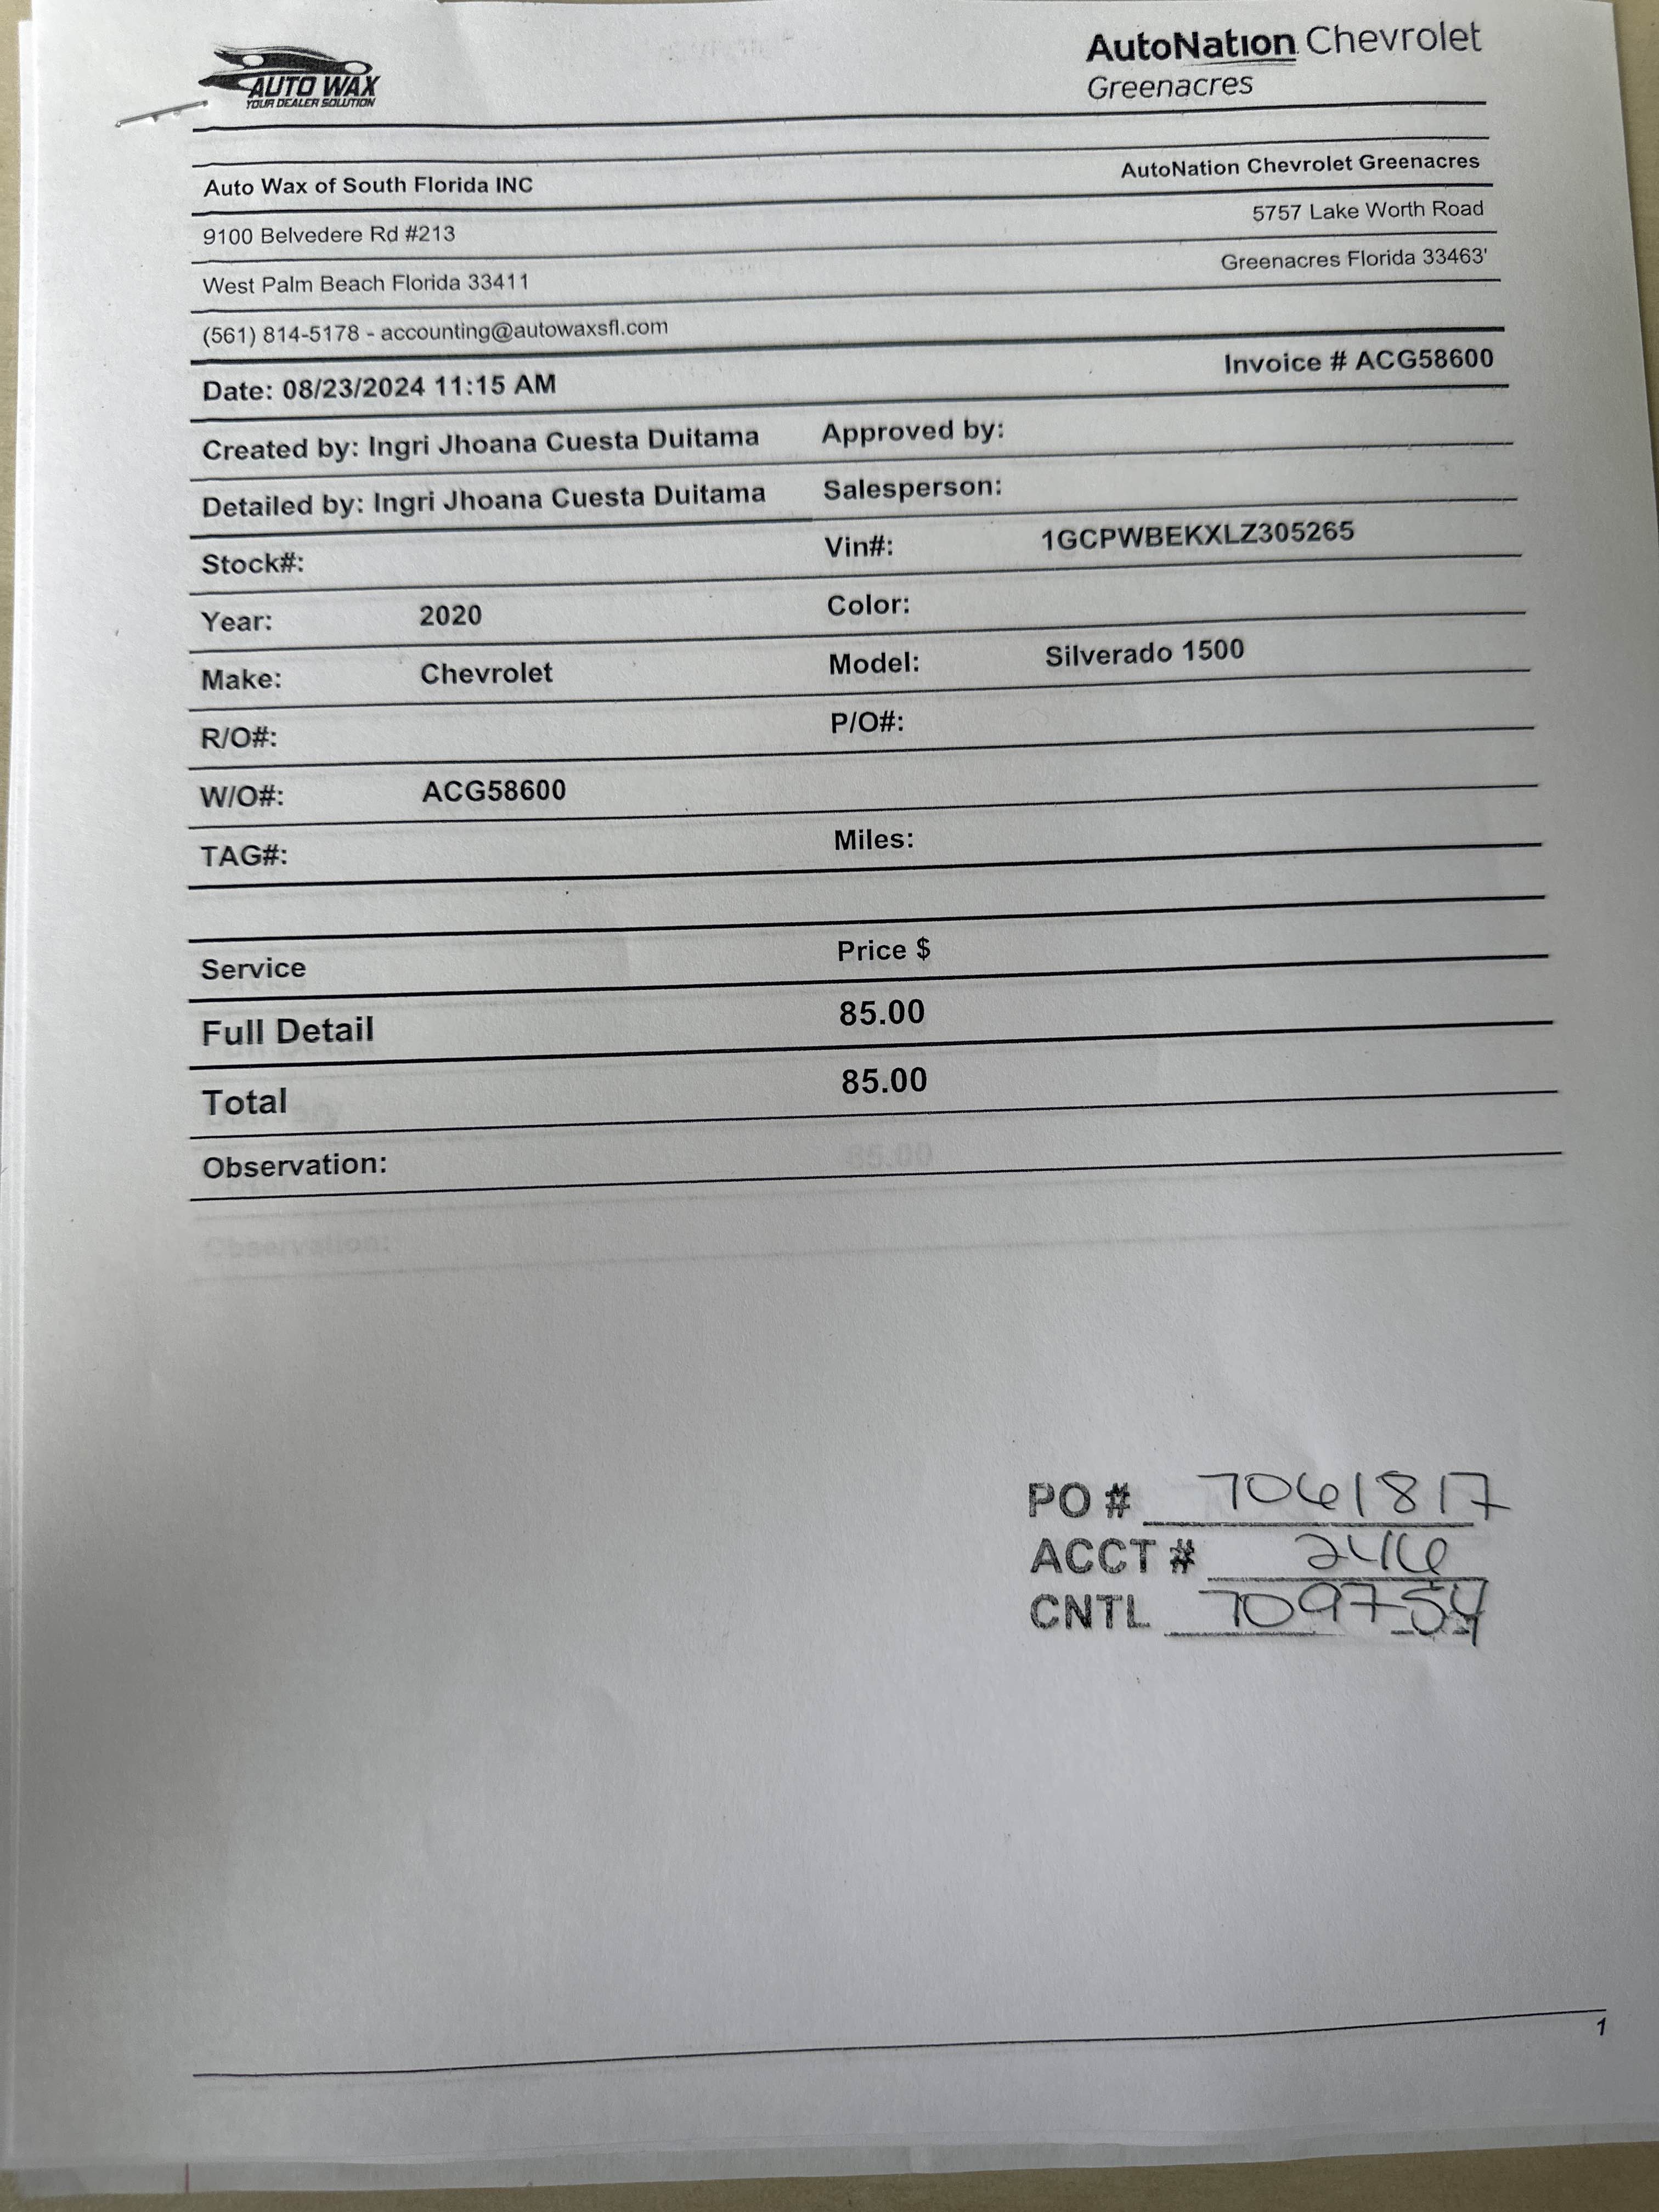 AUTO WAX
YOUR DEALER SOLUTION
AutoNation Chevrolet
Greenacres
Auto Wax of South Florida INC
AutoNation Chevrolet Greenacres
9100 Belvedere Rd #213
5757 Lake Worth Road
West Palm Beach Florida 33411
Greenacres Florida 33463'
(561) 814-5178 - accounting@autowaxsfl.com
Date: 08/23/2024 11:15 AM
Invoice # ACG58600
Created by: Ingri Jhoana Cuesta Duitama Approved by:
Detailed by: Ingri Jhoana Cuesta Duitama Salesperson:
Stock#: Vin#: 1GCPWBEKXLZ305265
Year: 2020 Color:
Make: Chevrolet Model: Silverado 1500
R/O#: P/O#:
W/O#: ACG58600
TAG#: Miles:
Service Price $
Full Detail 85.00
Total 85.00
Observation:
PO # 7061817
ACCT # 246
CNTL 709754
1